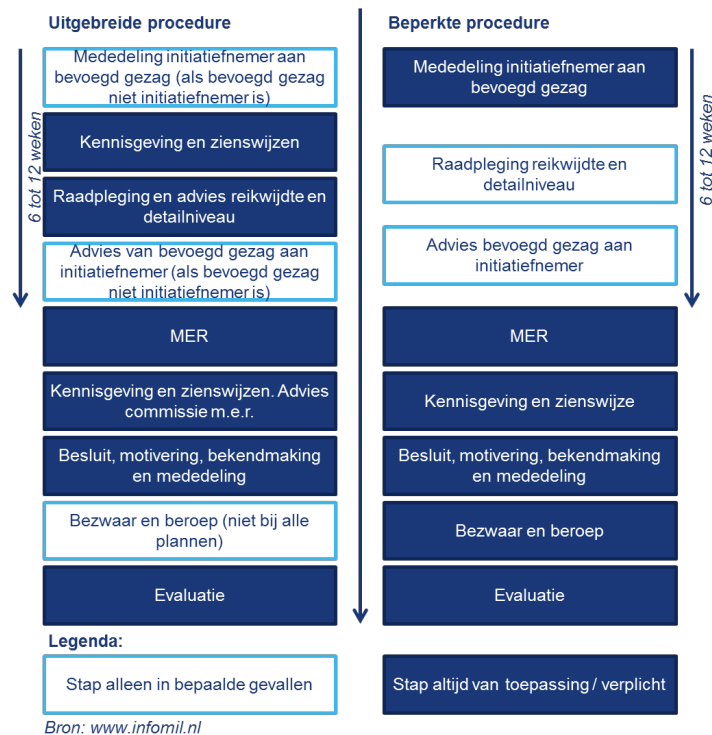 Uitgebreide procedure
Mededeling initiatiefnemer aan
bevoegd gezag (als bevoegd gezag
niet initiatiefnemer is)
Kennisgeving en zienswijzen
Raadpleging en advies reikwijdte en
detailniveau
Advies van bevoegd gezag aan
initiatiefnemer (als bevoegd gezag
niet initiatiefnemer is)
MER
Kennisgeving en zienswijzen. Advies
commissie m.e.r.
Besluit, motivering, bekendmaking
en mededeling
Bezwaar en beroep (niet bij alle
plannen)
Evaluatie
6 tot 12 weken
Beperkte procedure
Mededeling initiatiefnemer aan
bevoegd gezag
Raadpleging reikwijdte en
detailniveau
Advies bevoegd gezag aan
initiatiefnemer
MER
Kennisgeving en zienswijze
Besluit, motivering, bekendmaking
en mededeling
Bezwaar en beroep
Evaluatie
6 tot 12 weken
Legenda:
Stap alleen in bepaalde gevallen
Stap altijd van toepassing / verplicht
Bron: www.infomil.nl